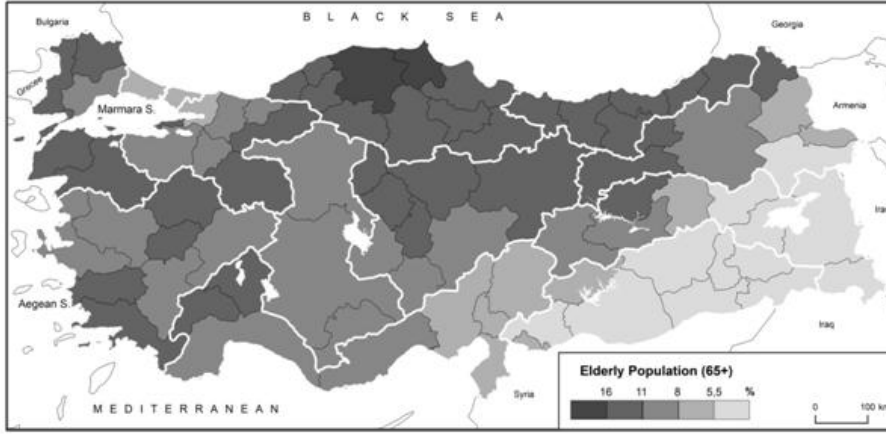 B L A C K   S E A
Bulgaria
Georgia
Greece
Marmara S.
Armenia
Iran
Aegean S.
Iraq
Syria
M E D I T E R R A N E A N
Elderly Population (65+)
16 11 8 5,5 %
0 100 km